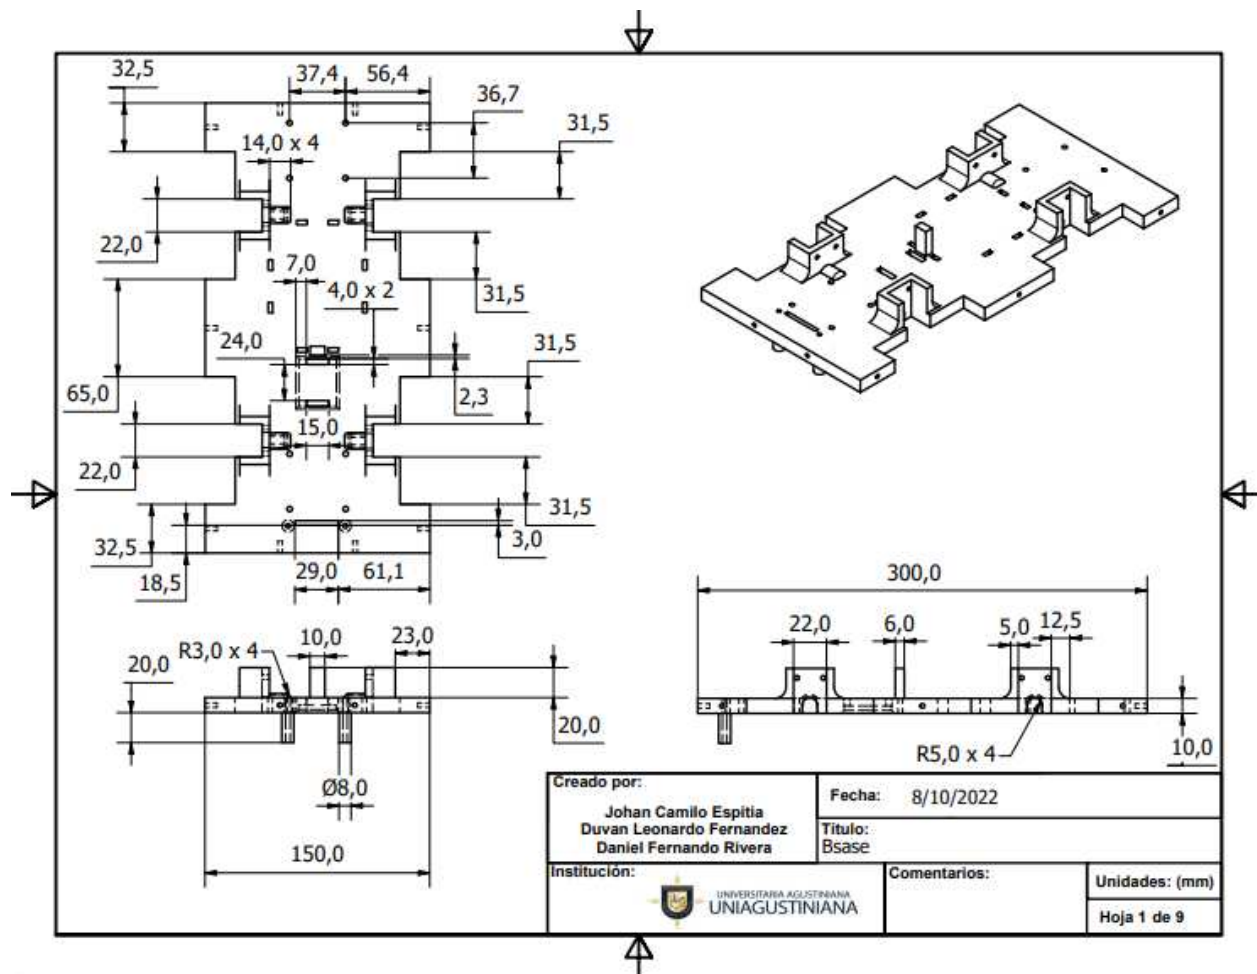 32,5
37,4
56,4
36,7
31,5
14,0 x 4
22,0
7,0
4,0 x 2
31,5
24,0
31,5
65,0
2,3
15,0
22,0
31,5
32,5
3,0
18,5
29,0
61,1
R3,0 x 4
10,0
23,0
20,0
20,0
Ø8,0
150,0
300,0
22,0
6,0
5,0
12,5
R5,0 x 4
10,0
Creado por:
Johan Camilo Espitia
Duvan Leonardo Fernandez
Daniel Fernando Rivera
Fecha: 8/10/2022
Título:
Bsase
Institución:
UNIVERSITARIA AGUSTINIANA
UNIAGUSTINIANA
Comentarios:
Unidades: (mm)
Hoja 1 de 9